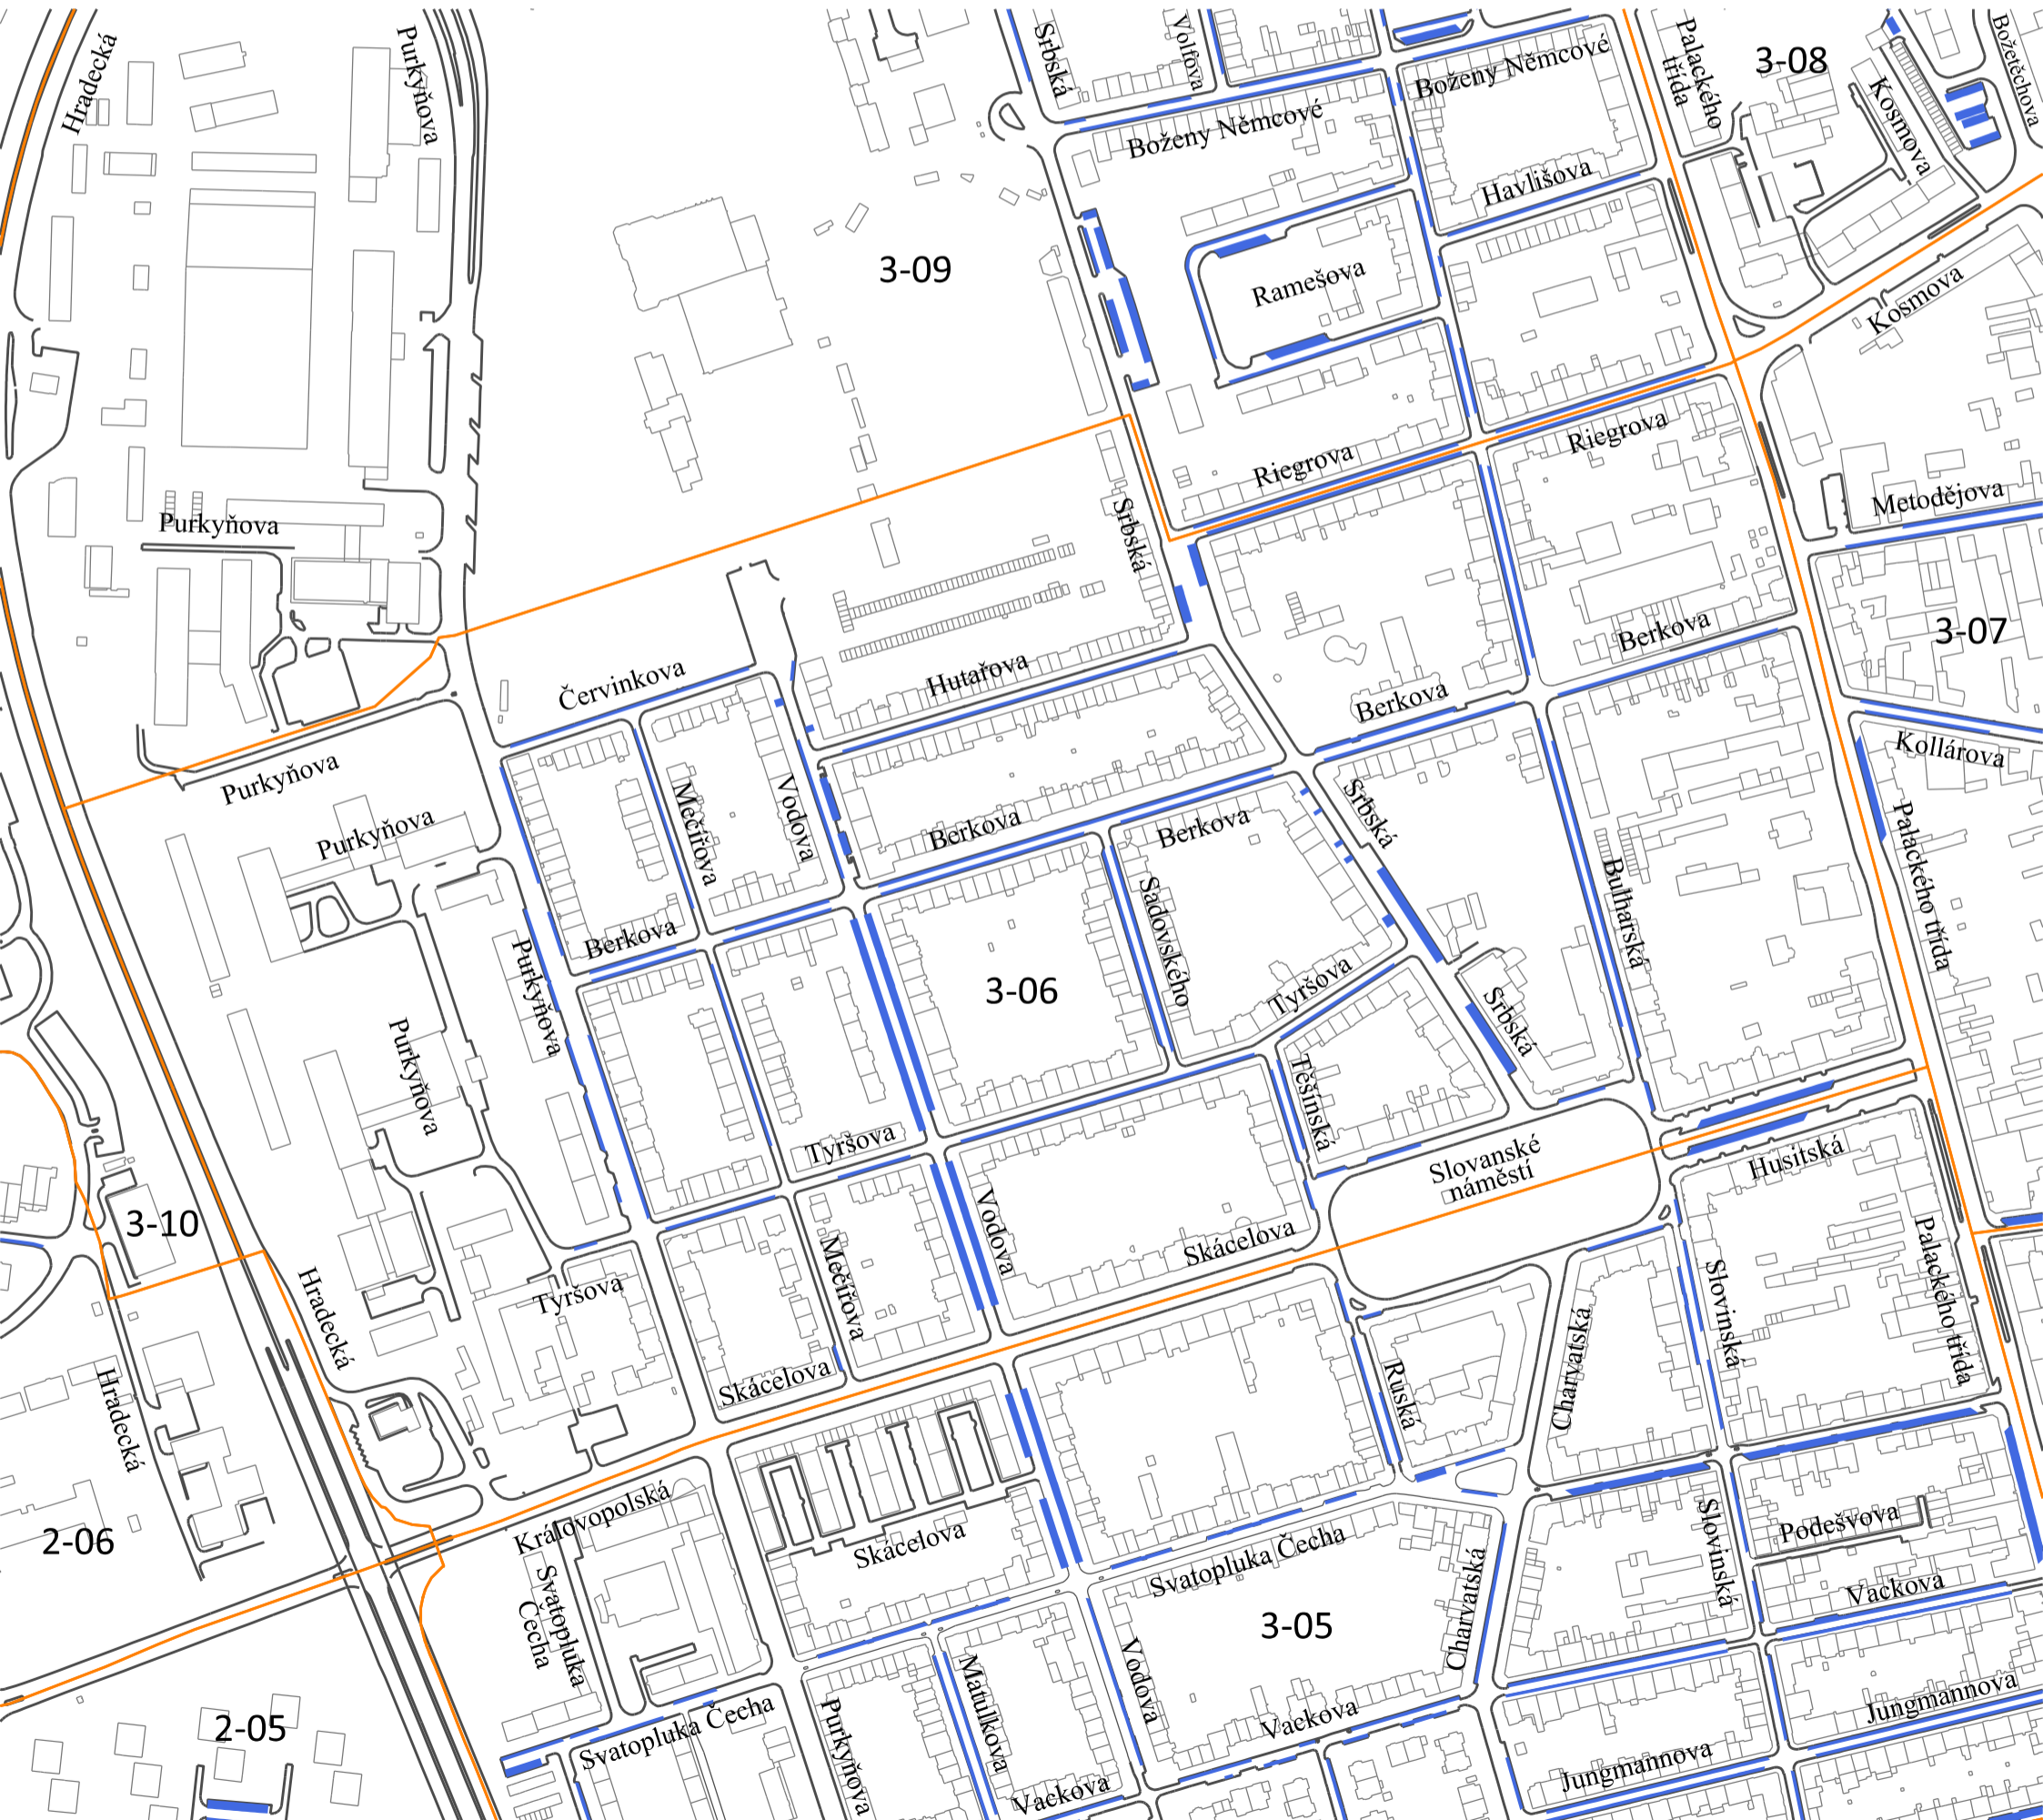 Hradecká
Purkyňova
Srbská
Volfova
Boženy Němcové
Boženy Němcové
Palackého
třída
3-08
Kosmova
Božetěchova
Havlišova
3-09
Ramešova
Kosmova
Riegrova
Riegrova
Metodějova
Purkyňova
Srbská
Berkova
3-07
Červinkova
Hutařova
Berkova
Kollárova
Purkyňova
Purkyňova
Mečířova
Vodova
Berkova
Berkova
Srbská
Bulharská
Palackého třída
Berkova
Purkyňova
Sadovského
3-06
Tyršova
Srbská
Purkyňova
Těšínská
Tyršova
Slovanské
náměstí
Husitská
3-10
Vodova
Skácelova
Mečířova
Hradecká
Tyršova
Slovinská
Palackého třída
Hradecká
Skácelova
Ruská
Charvatská
Královopolská
Skácelova
Svatopluka Čecha
Slovinská
Podešvova
Vackova
2-06
Svatopluka
Čecha
3-05
Charvatská
Matulkova
Vodova
Vackova
Jungmannova
2-05
Svatopluka Čecha
Purkyňova
Vackova
Jungmannova